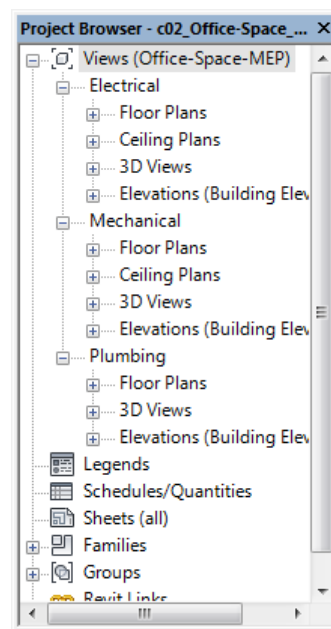 Project Browser - c02_Office-Space_...
Views (Office-Space-MEP)
Electrical
Floor Plans
Ceiling Plans
3D Views
Elevations (Building Elev
Mechanical
Floor Plans
Ceiling Plans
3D Views
Elevations (Building Elev
Plumbing
Floor Plans
3D Views
Elevations (Building Elev
Legends
Schedules/Quantities
Sheets (all)
Families
Groups
Revit Links